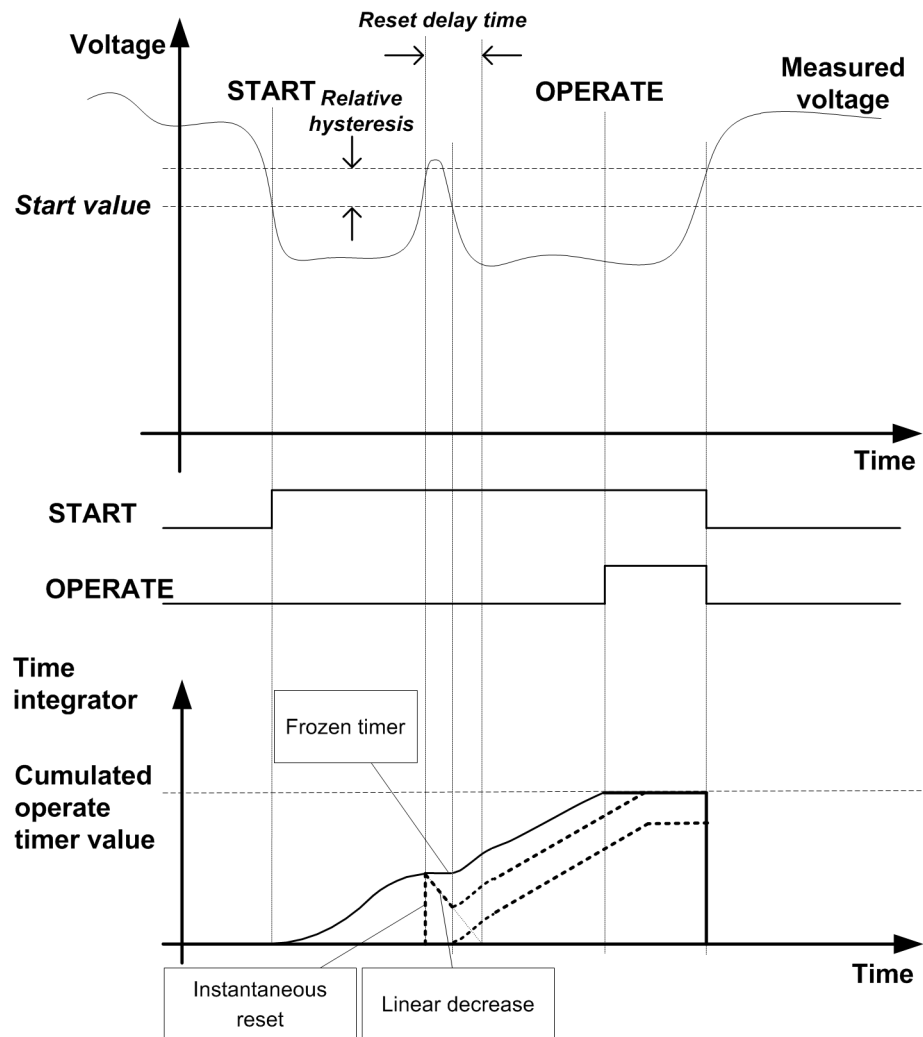 Reset delay time
Voltage
START
Relative
hysteresis
OPERATE
Measured
voltage
Start value
Time
START
OPERATE
Time
integrator
Frozen timer
Cumulated
operate
timer value
Time
Instantaneous
reset
Linear decrease